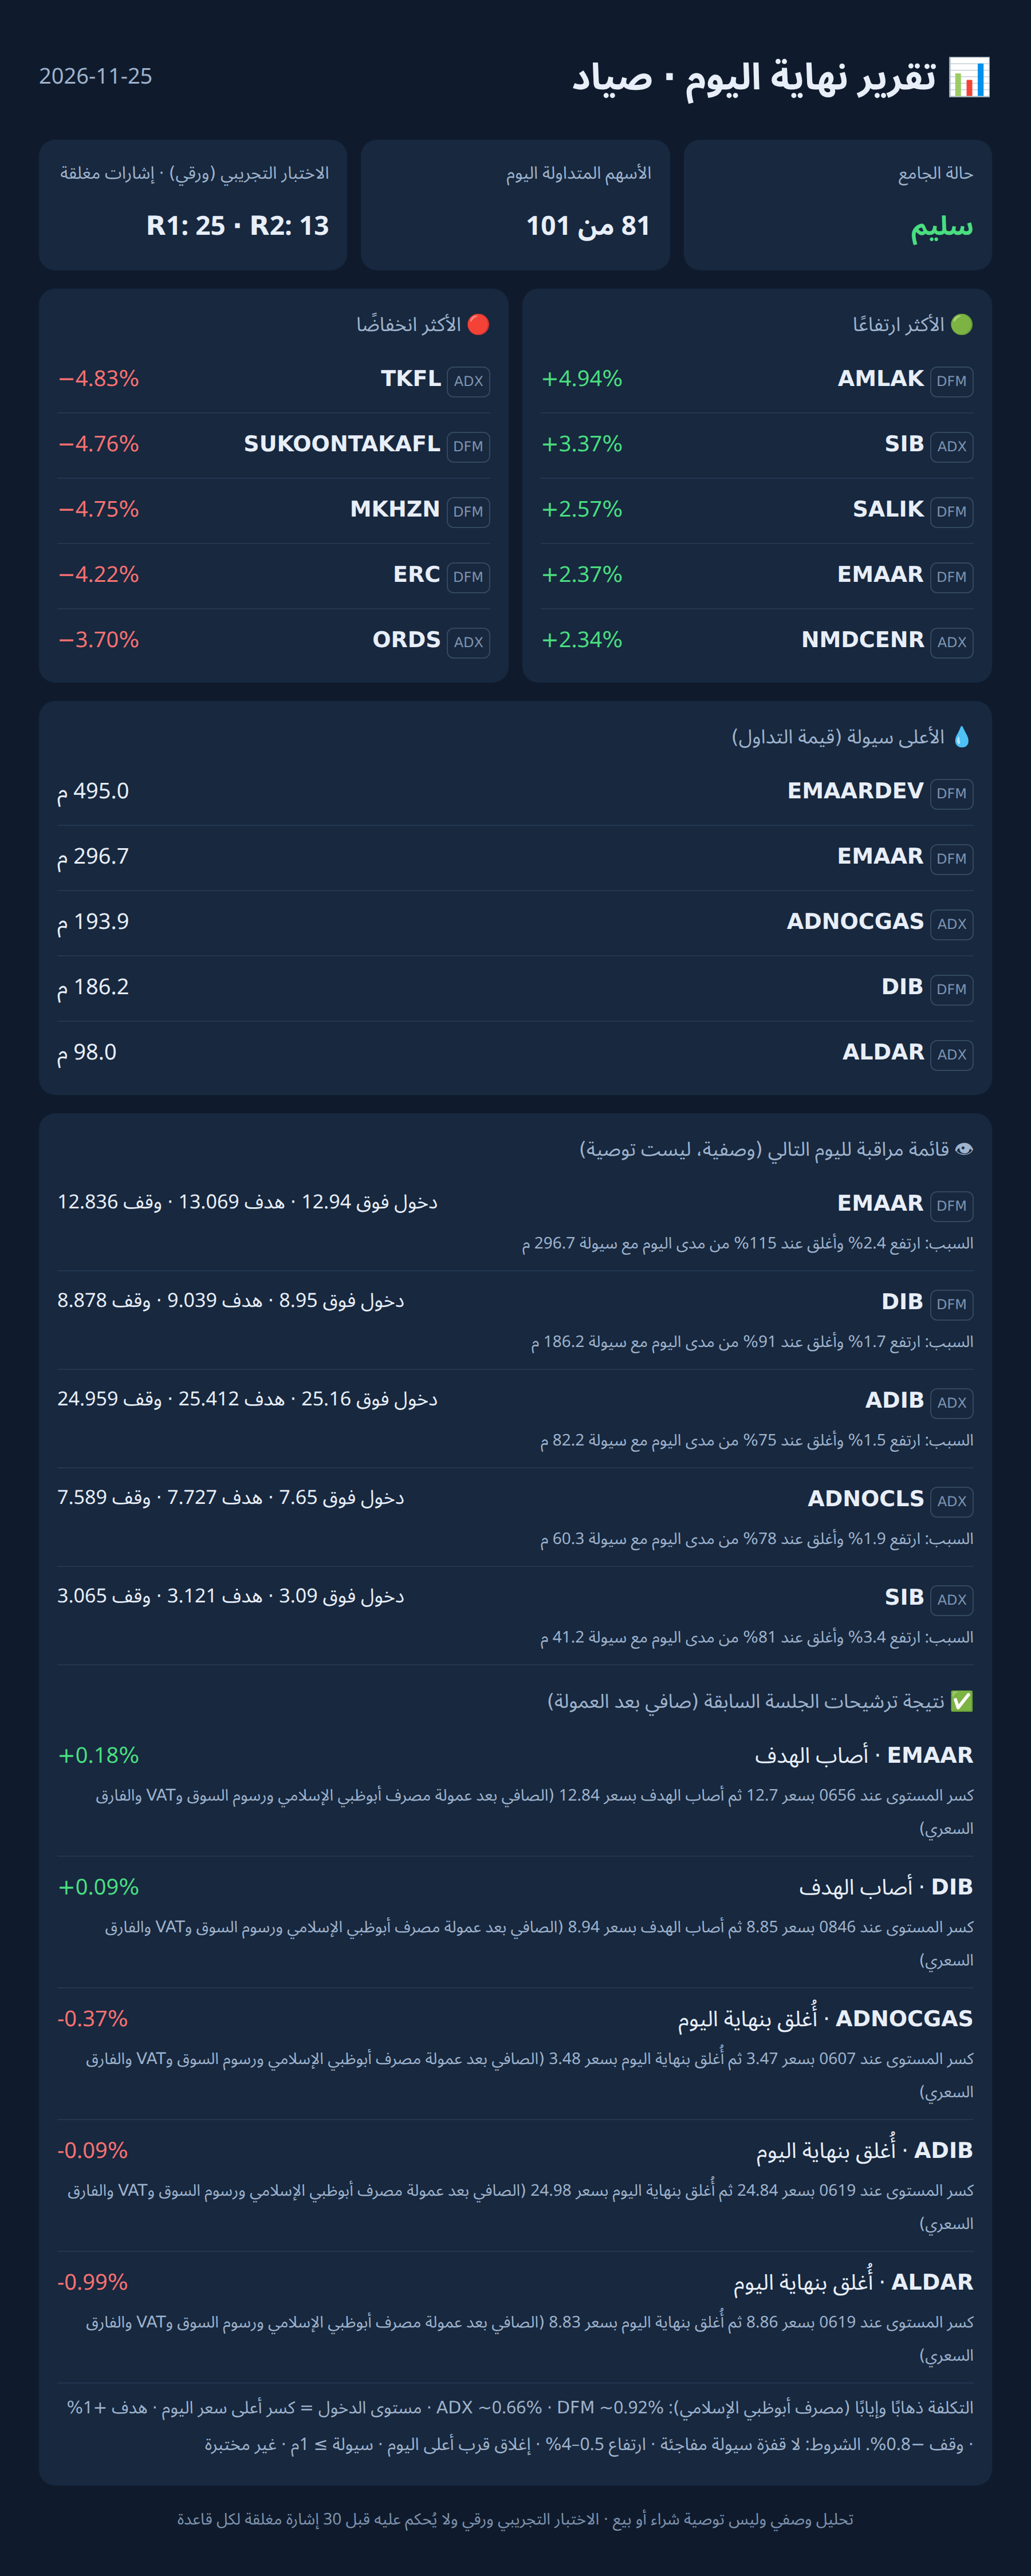 📊 تقرير نهاية اليوم · صياد
2026-11-25
حالة الجامع
سليم
الأسهم المتداولة اليوم
81 من 101
الاختبار التجريبي (ورقي) · إشارات مغلقة
R1: 25 · R2: 13
🟢 الأكثر ارتفاعًا
DFM AMLAK +4.94%
ADX SIB +3.37%
DFM SALIK +2.57%
DFM EMAAR +2.37%
ADX NMDCENR +2.34%
🔴 الأكثر انخفاضًا
ADX TKFL −4.83%
DFM SUKOONTAKAFL −4.76%
DFM MKHZN −4.75%
DFM ERC −4.22%
ADX ORDS −3.70%
💧 الأعلى سيولة (قيمة التداول)
DFM EMAARDEV 495.0 م
DFM EMAAR 296.7 م
ADX ADNOCGAS 193.9 م
DFM DIB 186.2 م
ADX ALDAR 98.0 م
👁 قائمة مراقبة لليوم التالي (وصفية، ليست توصية)
DFM EMAAR دخول فوق 12.94 · هدف 13.069 · وقف 12.836
السبب: ارتفع 2.4% وأغلق عند 115% من مدى اليوم مع سيولة 296.7 م
DFM DIB دخول فوق 8.95 · هدف 9.039 · وقف 8.878
السبب: ارتفع 1.7% وأغلق عند 91% من مدى اليوم مع سيولة 186.2 م
ADX ADIB دخول فوق 25.16 · هدف 25.412 · وقف 24.959
السبب: ارتفع 1.5% وأغلق عند 75% من مدى اليوم مع سيولة 82.2 م
ADX ADNOCLS دخول فوق 7.65 · هدف 7.727 · وقف 7.589
السبب: ارتفع 1.9% وأغلق عند 78% من مدى اليوم مع سيولة 60.3 م
ADX SIB دخول فوق 3.09 · هدف 3.121 · وقف 3.065
السبب: ارتفع 3.4% وأغلق عند 81% من مدى اليوم مع سيولة 41.2 م
✅ نتيجة ترشيحات الجلسة السابقة (صافي بعد العمولة)
EMAAR · أصاب الهدف +0.18%
كسر المستوى عند 0656 بسعر 12.7 ثم أصاب الهدف بسعر 12.84 (الصافي بعد عمولة مصرف أبوظبي الإسلامي ورسوم السوق وVAT والفارق
السعري)
DIB · أصاب الهدف +0.09%
كسر المستوى عند 0846 بسعر 8.85 ثم أصاب الهدف بسعر 8.94 (الصافي بعد عمولة مصرف أبوظبي الإسلامي ورسوم السوق وVAT والفارق
السعري)
ADNOCGAS · أُغلق بنهاية اليوم -0.37%
كسر المستوى عند 0607 بسعر 3.47 ثم أُغلق بنهاية اليوم بسعر 3.48 (الصافي بعد عمولة مصرف أبوظبي الإسلامي ورسوم السوق وVAT والفارق
السعري)
ADIB · أُغلق بنهاية اليوم -0.09%
كسر المستوى عند 0619 بسعر 24.84 ثم أُغلق بنهاية اليوم بسعر 24.98 (الصافي بعد عمولة مصرف أبوظبي الإسلامي ورسوم السوق وVAT والفارق
السعري)
ALDAR · أُغلق بنهاية اليوم -0.99%
كسر المستوى عند 0619 بسعر 8.86 ثم أُغلق بنهاية اليوم بسعر 8.83 (الصافي بعد عمولة مصرف أبوظبي الإسلامي ورسوم السوق وVAT والفارق
السعري)
التكلفة ذهابًا وإيابًا (مصرف أبوظبي الإسلامي): ADX ~0.66% · DFM ~0.92% · مستوى الدخول = كسر أعلى سعر اليوم · هدف +1%
· وقف −0.8%. الشروط: لا قفزة سيولة مفاجئة · ارتفاع 0.5–4% · إغلاق قرب أعلى اليوم · سيولة ≥ 1م · غير مختبرة
تحليل وصفي وليس توصية شراء أو بيع · الاختبار التجريبي ورقي ولا يُحكم عليه قبل 30 إشارة مغلقة لكل قاعدة